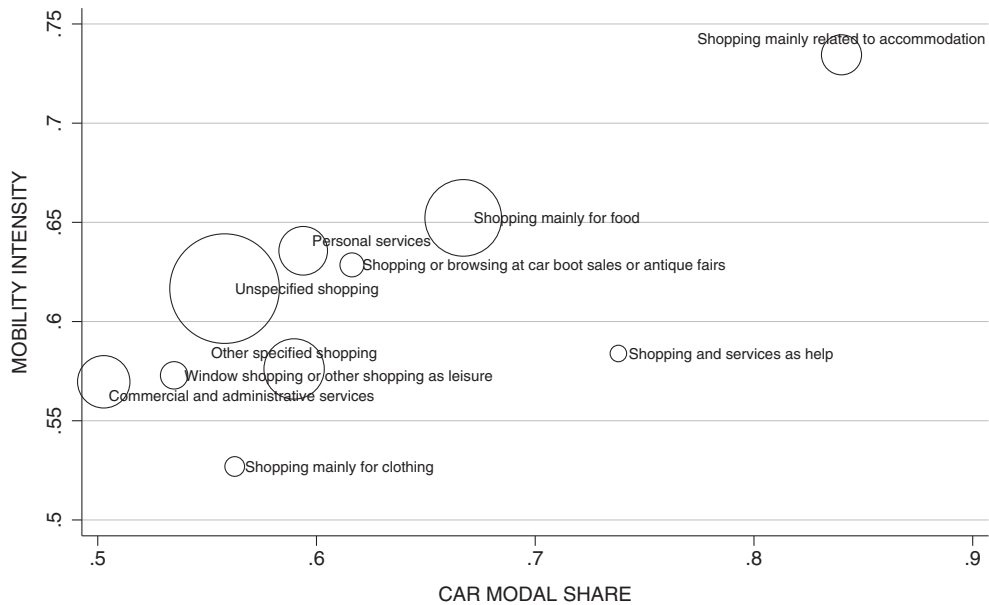 .75
Shopping mainly related to accommodation
.7
.65
Shopping mainly for food
Personal services
Shopping or browsing at car boot sales or antique fairs
Unspecified shopping
.6
Other specified shopping
Shopping and services as help
Window shopping or other shopping as leisure
Commercial and administrative services
.55
Shopping mainly for clothing
.5
MOBILITY INTENSITY
.5 .6 .7 .8 .9
CAR MODAL SHARE